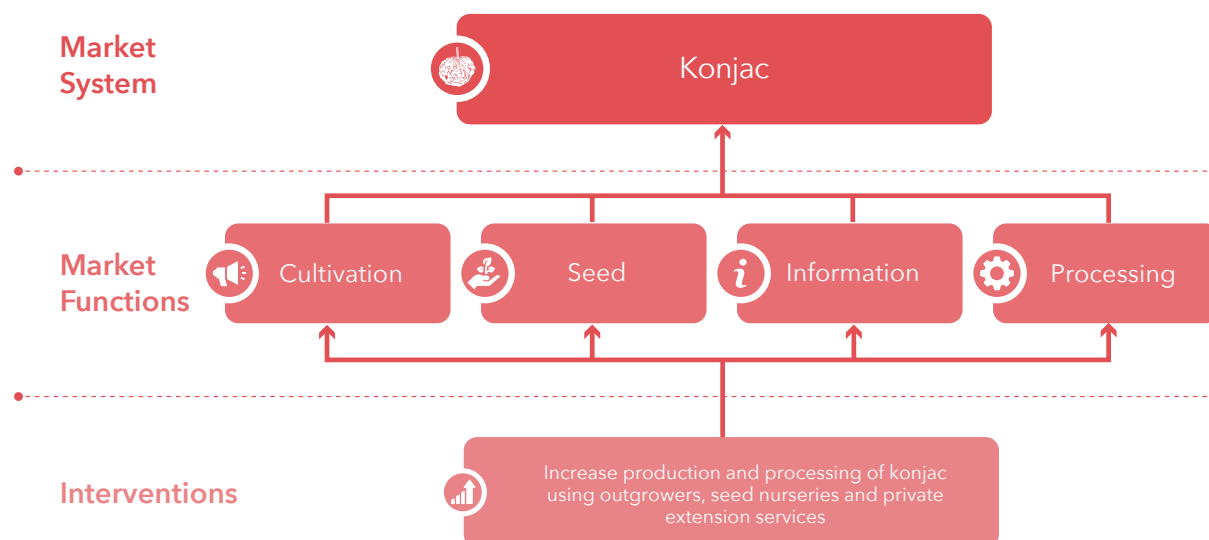 Market
System
Konjac
Market
Functions
Cultivation
Seed
Information
Processing
Interventions
Increase production and processing of konjac
using outgrowers, seed nurseries and private
extension services